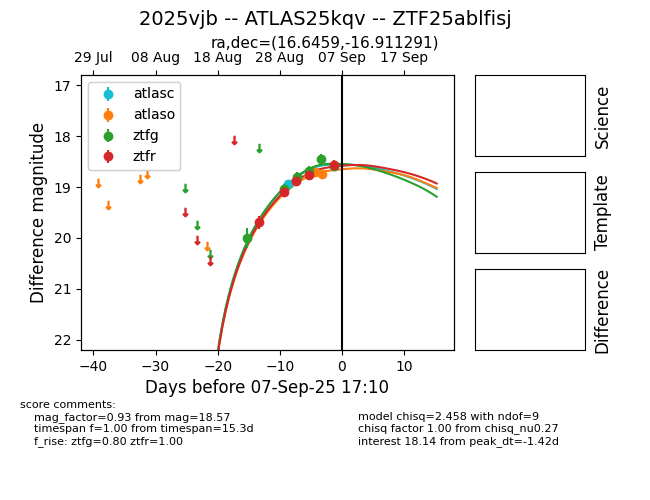 2025vjb -- ATLAS25kqv -- ZTF25ablfisj
ra,dec=(16.6459,-16.911291)
29 Jul 08 Aug 18 Aug 28 Aug 07 Sep 17 Sep
17
18
19
20
21
22
Difference magnitude
atlasc
atlaso
ztfg
ztfr
−40 −30 −20 −10 0 10
Days before 07-Sep-25 17:10
Science
Template
Difference
score comments:
mag_factor=0.93 from mag=18.57
timespan f=1.00 from timespan=15.3d
f_rise: ztfg=0.80 ztfr=1.00
model chisq=2.458 with ndof=9
chisq factor 1.00 from chisq_nu0.27
interest 18.14 from peak_dt=-1.42d